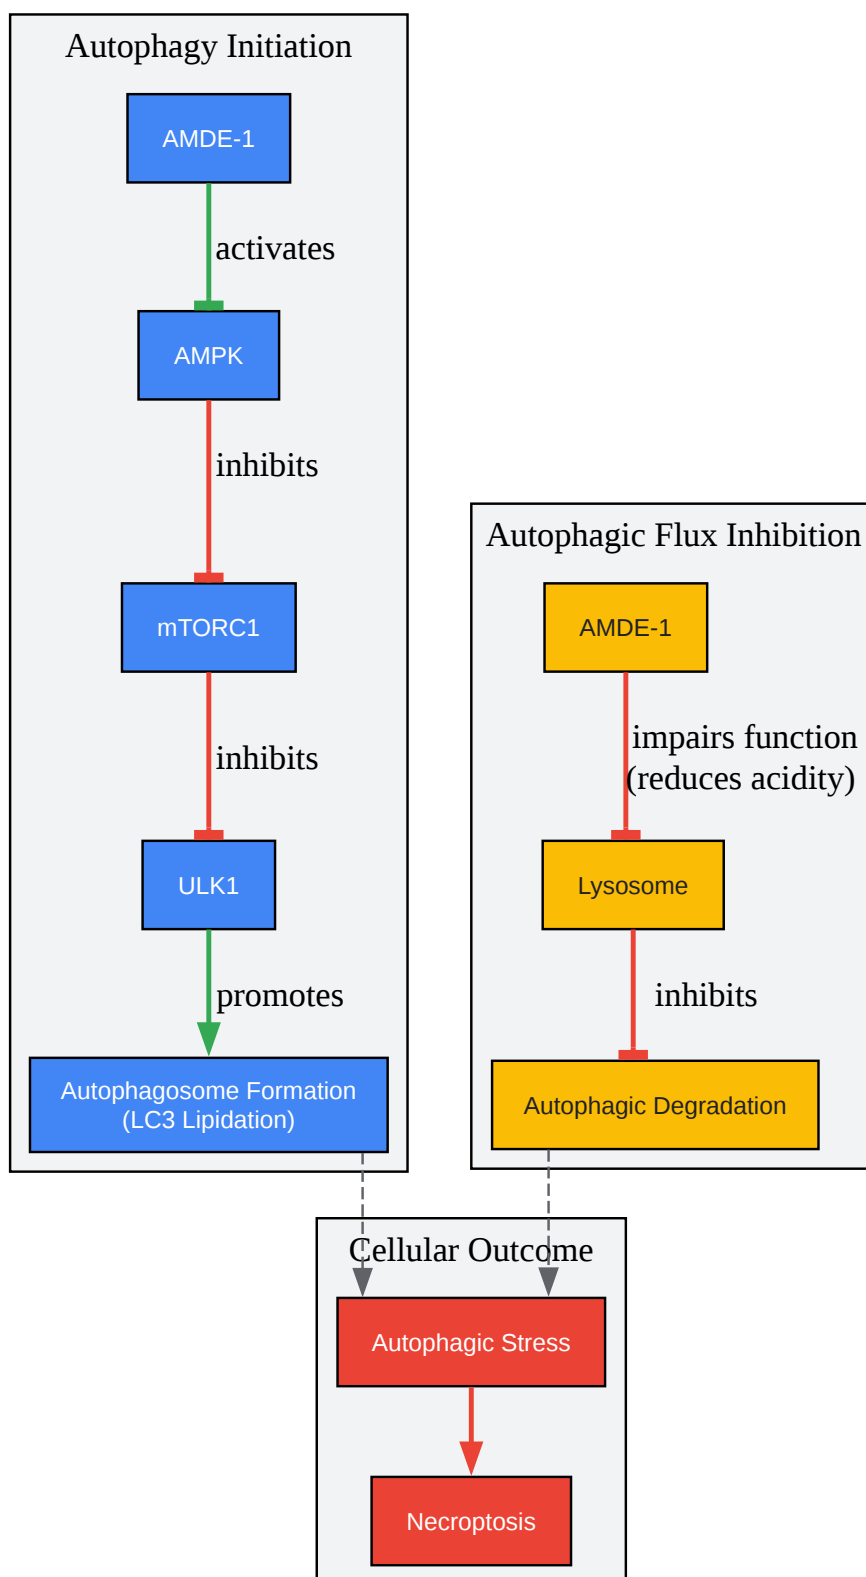 Autophagy Initiation
AMDE-1
activates
AMPK
inhibits
mTORC1
inhibits
ULK1
promotes
Autophagosome Formation
(LC3 Lipidation)
Autophagic Flux Inhibition
AMDE-1
impairs function
(reduces acidity)
Lysosome
inhibits
Autophagic Degradation
Cellular Outcome
Autophagic Stress
Necroptosis